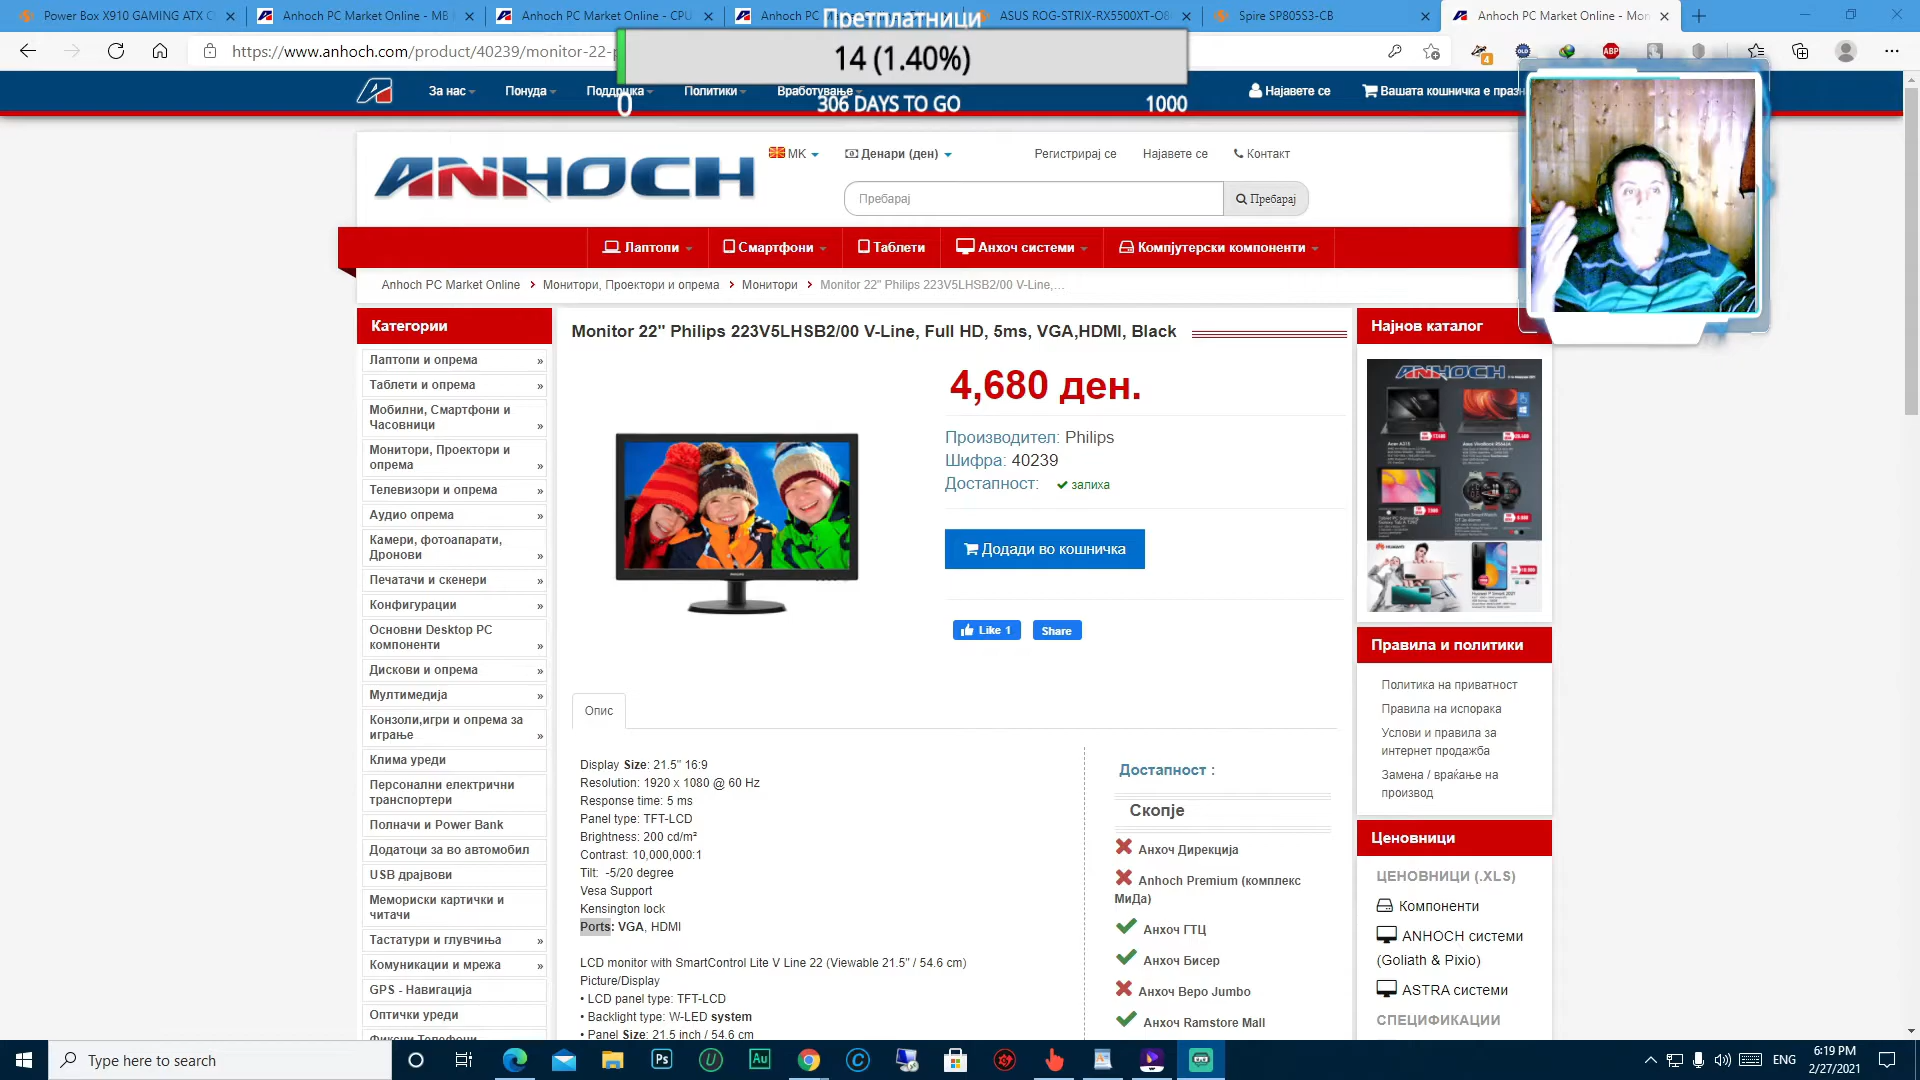 Power Box X910 GAMING ATX C
Anhoch PC Market Online - MB
Anhoch PC Market Online - CPU
Anhoch PC M
ASUS ROG-STRIX-RX5500XT-O8
Spire SP805S3-CB
Anhoch PC Market Online - Mon
Претплатници
https://www.anhoch.com/product/40239/monitor-22-p
14 (1.40%)
0
306 DAYS TO GO
1000
За нас
Понуда
Поддршка
Политики
Вработување
Најавете се
Вашата кошничка е празн
ANHOCH
MK
Денари (ден)
Регистрирај се
Најавете се
Контакт
Пребарај
Пребарај
Лаптопи
Смартфони
Таблети
Анхоч системи
Компјутерски компоненти
Anhoch PC Market Online
Монитори, Проектори и опрема
Монитори
Monitor 22" Philips 223V5LHSB2/00 V-Line,...
Категории
Лаптопи и опрема
Таблети и опрема
Мобилни, Смартфони и
Часовници
Монитори, Проектори и
опрема
Телевизори и опрема
Аудио опрема
Камери, фотоапарати,
Дронови
Печатачи и скенери
Конфигурации
Основни Desktop PC
компоненти
Дискови и опрема
Мултимедија
Конзоли,игри и опрема за
играње
Клима уреди
Персонални електрични
транспортери
Полначи и Power Bank
Додатоци за во автомобил
USB драјвови
Мемориски картички и
читачи
Тастатури и глувчиња
Комуникации и мрежа
GPS - Навигација
Оптички уреди
Фиксни Телефони
Monitor 22" Philips 223V5LHSB2/00 V-Line, Full HD, 5ms, VGA,HDMI, Black
4,680 ден.
Производител: Philips
Шифра: 40239
Достапност: залиха
Додади во кошничка
Like 1
Share
Опис
Display Size: 21.5" 16:9
Resolution: 1920 x 1080 @ 60 Hz
Response time: 5 ms
Panel type: TFT-LCD
Brightness: 200 cd/m²
Contrast: 10,000,000:1
Tilt: -5/20 degree
Vesa Support
Kensington lock
Ports: VGA, HDMI
LCD monitor with SmartControl Lite V Line 22 (Viewable 21.5" / 54.6 cm)
Picture/Display
• LCD panel type: TFT-LCD
• Backlight type: W-LED system
• Panel Size: 21.5 inch / 54.6 cm
Достапност :
Скопје
Анхоч Дирекција
Anhoch Premium (комплекс
МиДа)
Анхоч ГТЦ
Анхоч Бисер
Анхоч Веро Jumbo
Анхоч Ramstore Mall
Најнов каталог
ANHOCH
Правила и политики
Политика на приватност
Правила на испорака
Услови и правила за
интернет продажба
Замена / враќање на
производ
Ценовници
ЦЕНОВНИЦИ (.XLS)
Компоненти
ANHOCH системи
(Goliath & Pixio)
ASTRA системи
СПЕЦИФИКАЦИИ
Type here to search
ENG
6:19 PM
2/27/2021